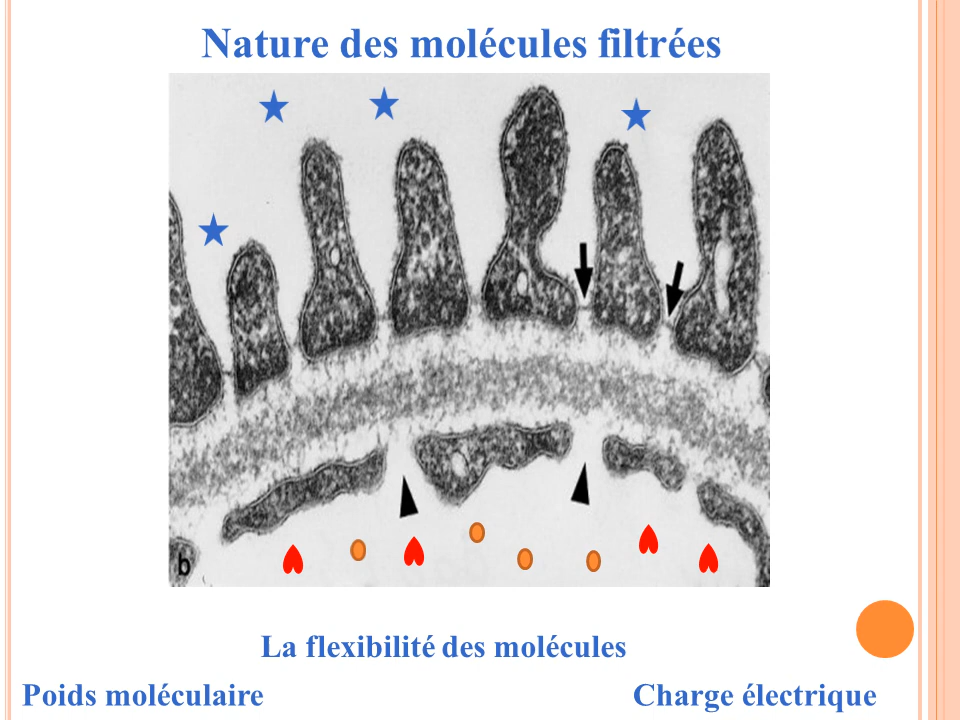 Nature des molécules filtrées
b
La flexibilité des molécules
Poids moléculaire
Charge électrique